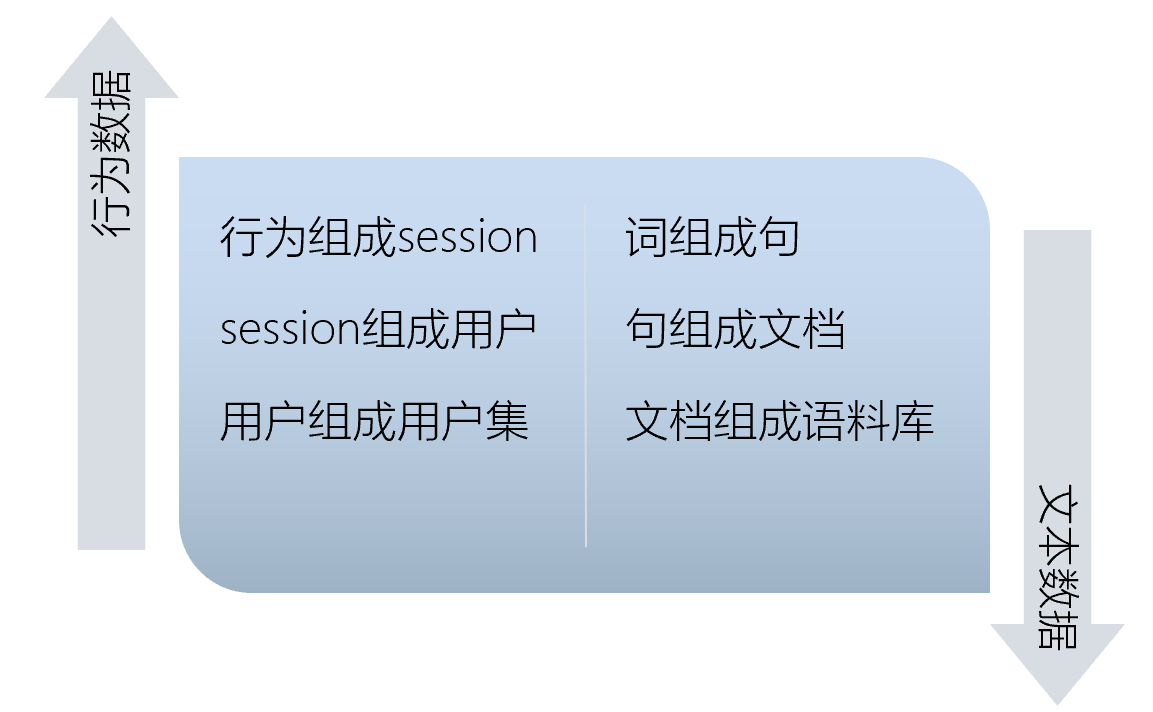 行为数据
行为组成session
session组成用户
用户组成用户集
词组成句
句组成文档
文档组成语料库
文本数据